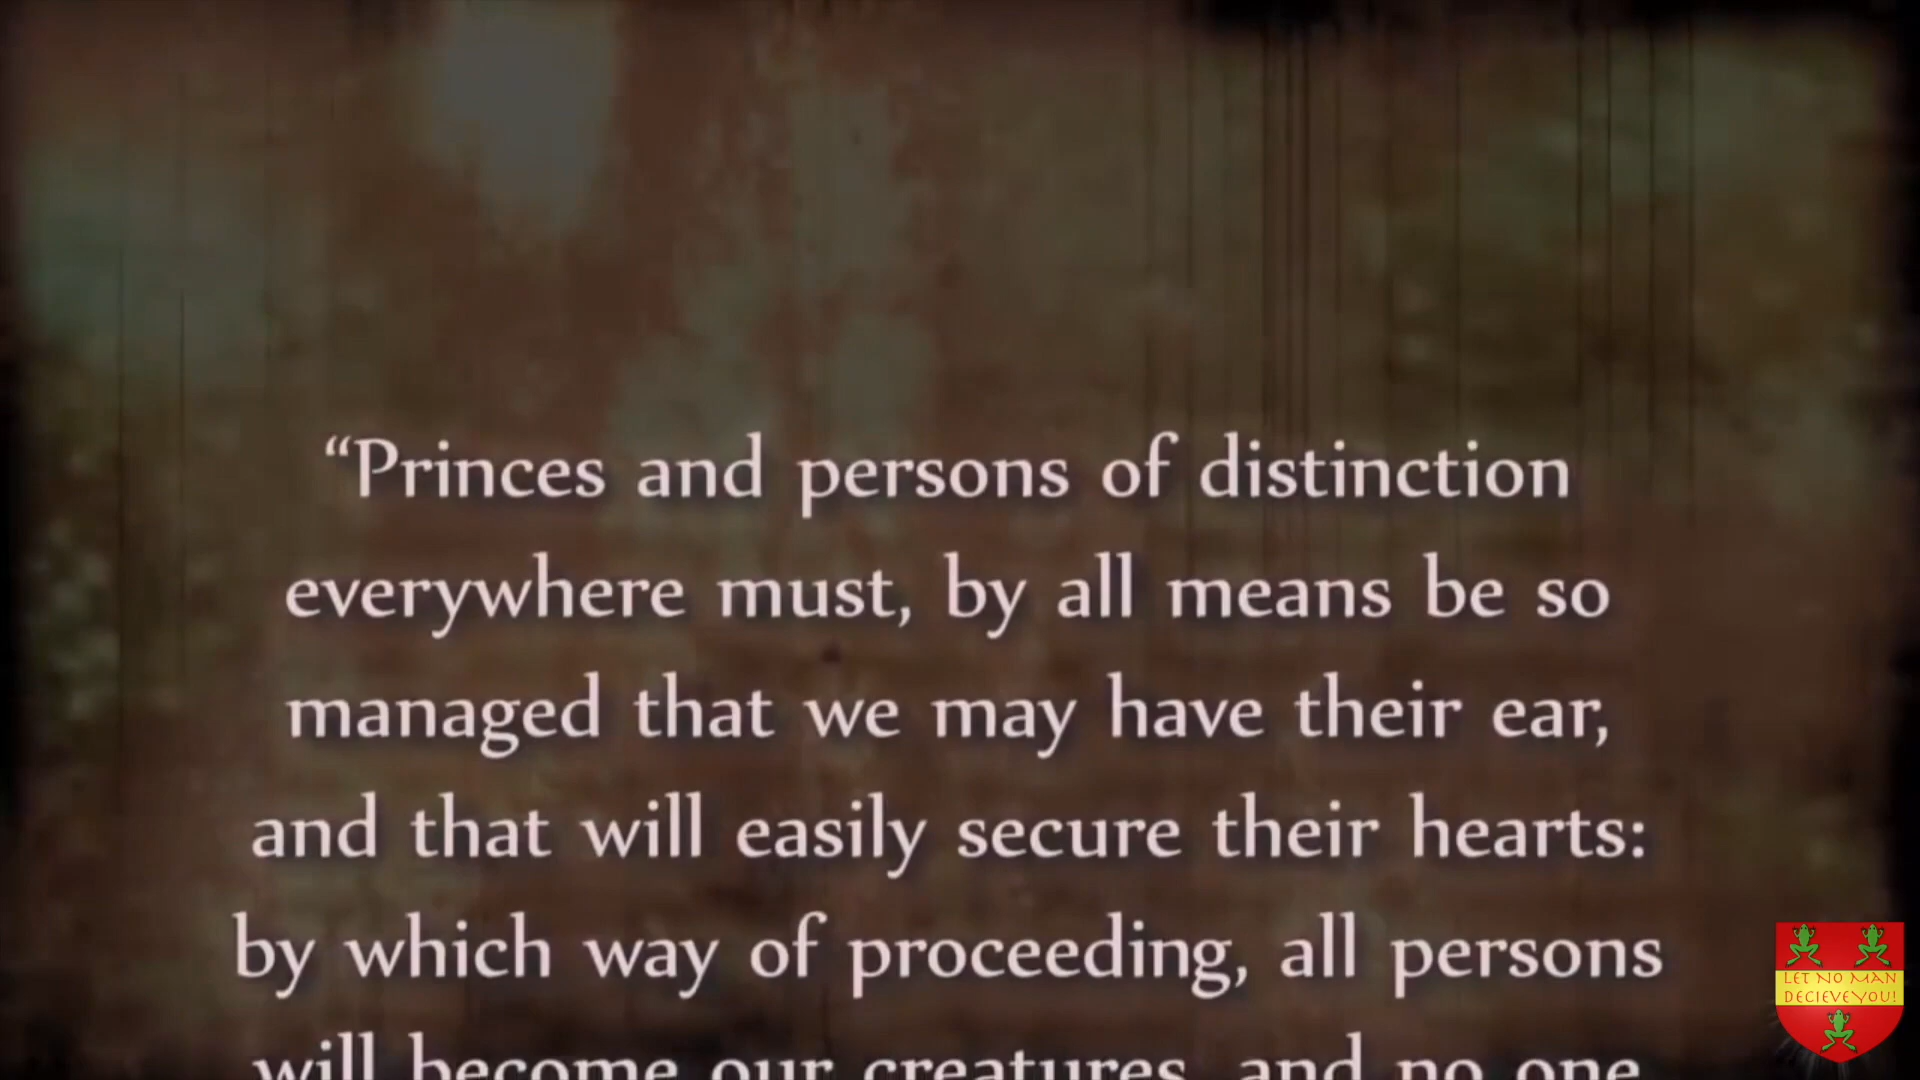 “Princes and persons of distinction
everywhere must, by all means be so
managed that we may have their ear,
and that will easily secure their hearts:
by which way of proceeding, all persons
will become our creatures, and no one
LET NO MAN
DECIEVE YOU!